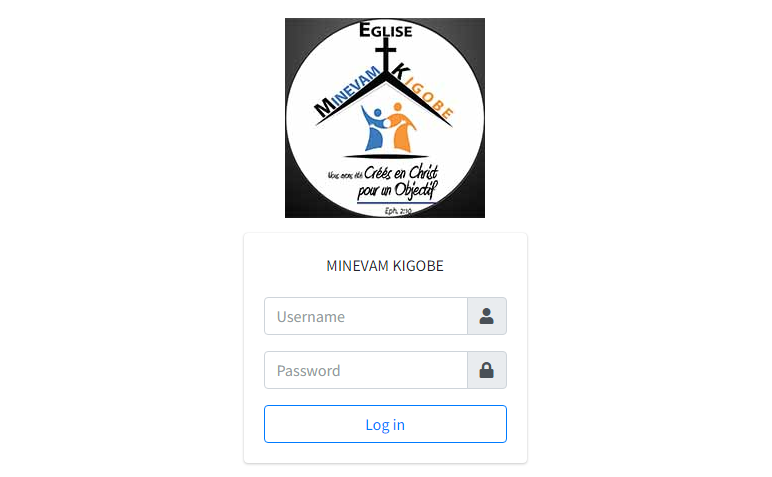 EGLISE
MINEVAM KIGOBE
Vous avez été Créés en Christ
pour un Objectif
Eph. 2:10
MINEVAM KIGOBE
Username
Password
Log in